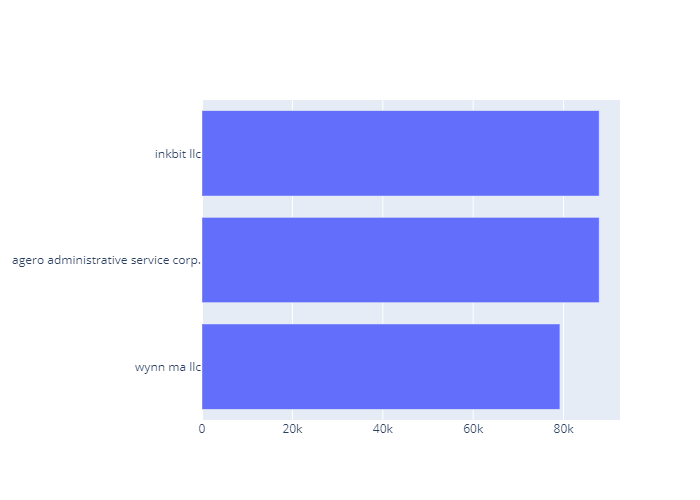 inkbit llc
agero administrative service corp.
wynn ma llc
0 20k 40k 60k 80k